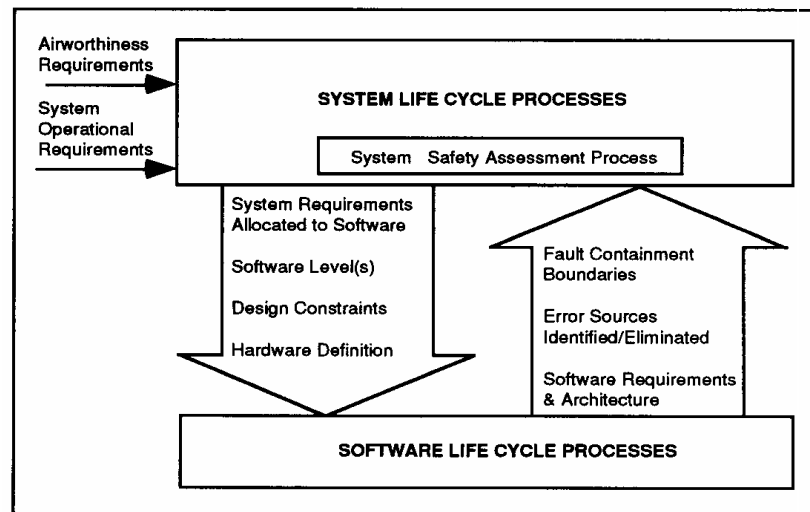 Airworthiness
Requirements
System
Operational
Requirements
SYSTEM LIFE CYCLE PROCESSES
System Safety Assessment Process
System Requirements
Allocated to Software
Software Level(s)
Design Constraints
Hardware Definition
Fault Containment
Boundaries
Error Sources
Identified/Eliminated
Software Requirements
& Architecture
SOFTWARE LIFE CYCLE PROCESSES